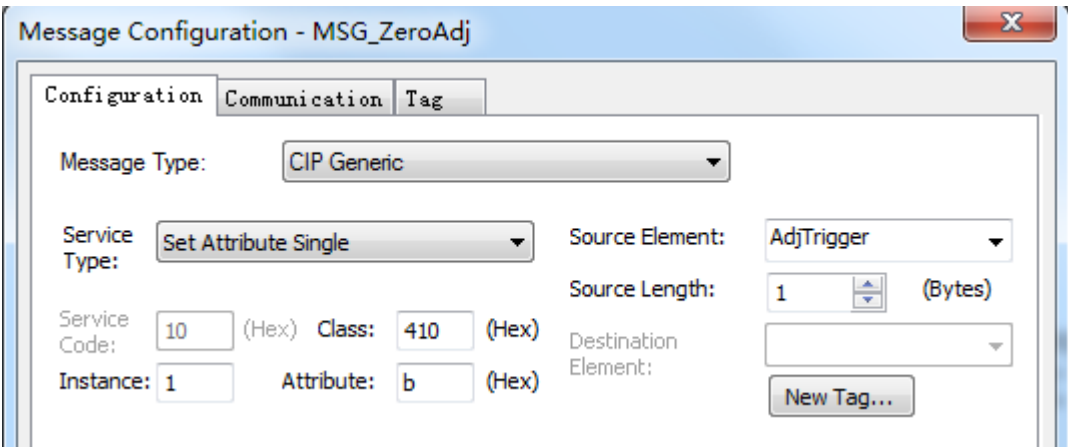 Message Configuration - MSG_ZeroAdj
Configuration Communication Tag
Message Type: CIP Generic
Service Type: Set Attribute Single
Source Element: AdjTrigger
Source Length: 1 (Bytes)
Service Code: 10 (Hex) Class: 410 (Hex)
Destination Element:
Instance: 1 Attribute: b (Hex)
New Tag...